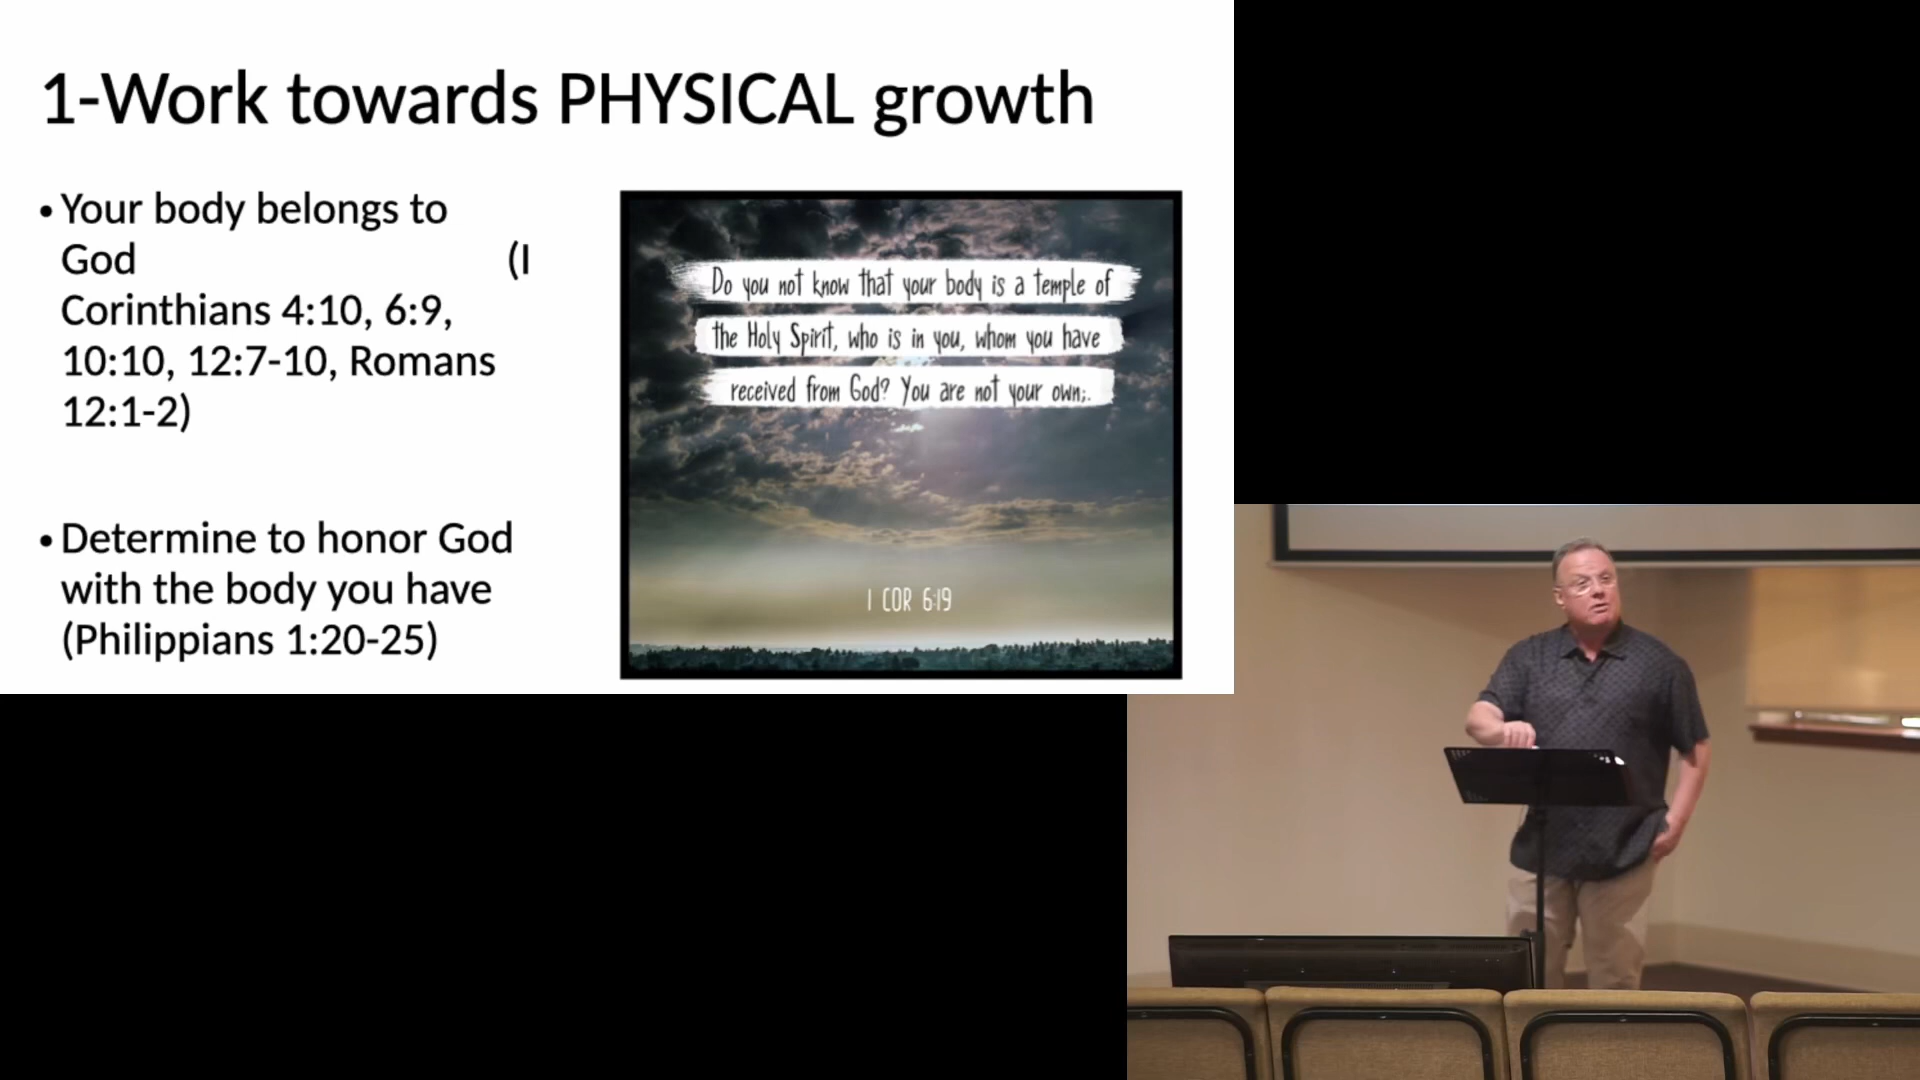 1-Work towards PHYSICAL growth
• Your body belongs to
God (I
Corinthians 4:10, 6:9,
10:10, 12:7-10, Romans
12:1-2)
• Determine to honor God
with the body you have
(Philippians 1:20-25)
Do you not know that your body is a temple of
the Holy Spirit, who is in you, whom you have
received from God? You are not your own;.
1 COR 6:19